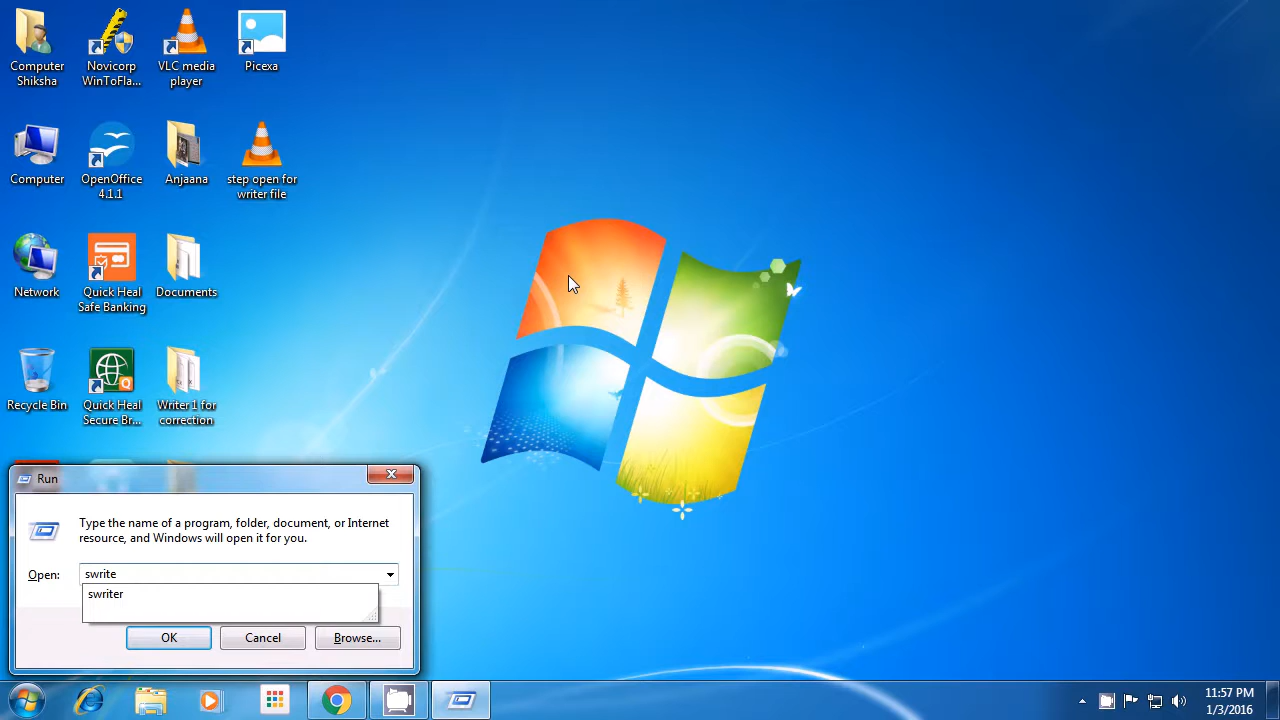 Computer
Shiksha
Novicorp
WinToFla...
VLC media
player
Picexa
Computer
OpenOffice
4.1.1
Anjaana
step open for
writer file
Network
Quick Heal
Safe Banking
Documents
Recycle Bin
Quick Heal
Secure Br...
Writer 1 for
correction
Run
Type the name of a program, folder, document, or Internet
resource, and Windows will open it for you.
Open:
swrite
swriter
OK
Cancel
Browse...
11:57 PM
1/3/2016